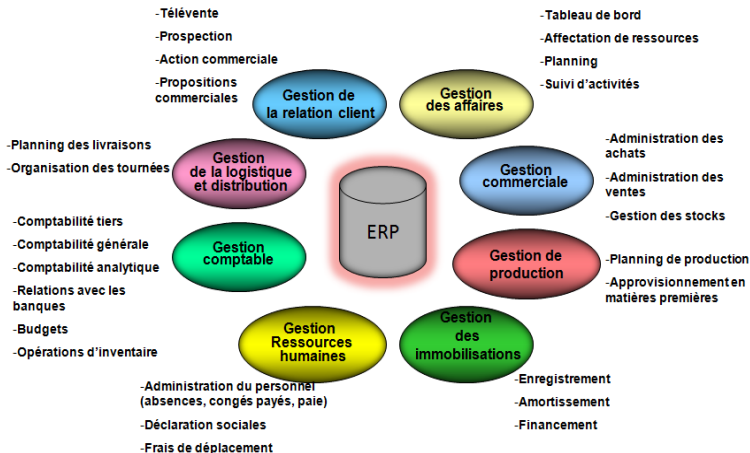 -Télévente
-Prospection
-Action commerciale
-Propositions
commerciales
Gestion de
la relation client
-Tableau de bord
-Affectation de ressources
-Planning
-Suivi d'activités
Gestion
des affaires
-Planning des livraisons
-Organisation des tournées
Gestion
de la logistique
et distribution
Gestion
commerciale
-Administration des
achats
-Administration des
ventes
-Gestion des stocks
ERP
-Comptabilité tiers
-Comptabilité générale
-Comptabilité analytique
-Relations avec les
banques
-Budgets
-Opérations d'inventaire
Gestion
comptable
Gestion de
production
-Planning de production
-Approvisionnement en
matières premières
Gestion
Ressources
humaines
-Administration du personnel
(absences, congés payés, paie)
-Déclaration sociales
-Frais de déplacement
Gestion
des
immobilisations
-Enregistrement
-Amortissement
-Financement